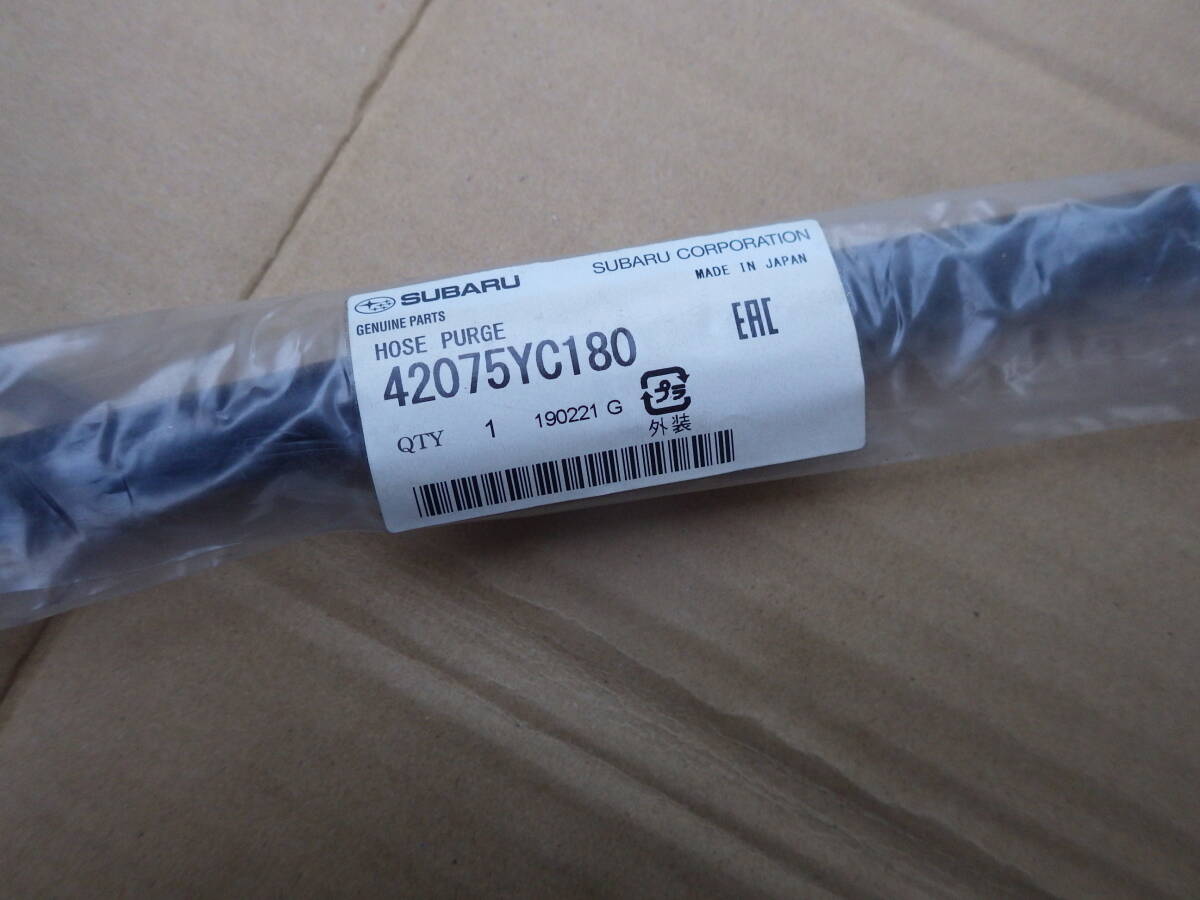 SUBARU
SUBARU CORPORATION
GENUINE PARTS
MADE IN JAPAN
HOSE PURGE
42075YC180
EAC
QTY 1 190221 G
プラ
外装